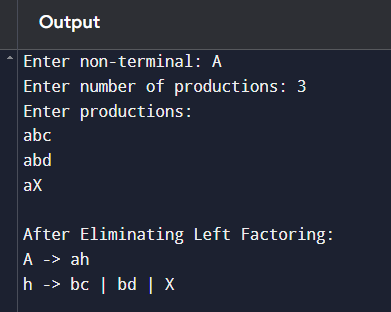 Output
Enter non-terminal: A
Enter number of productions: 3
Enter productions:
abc
abd
aX
After Eliminating Left Factoring:
A -> ah
h -> bc | bd | X